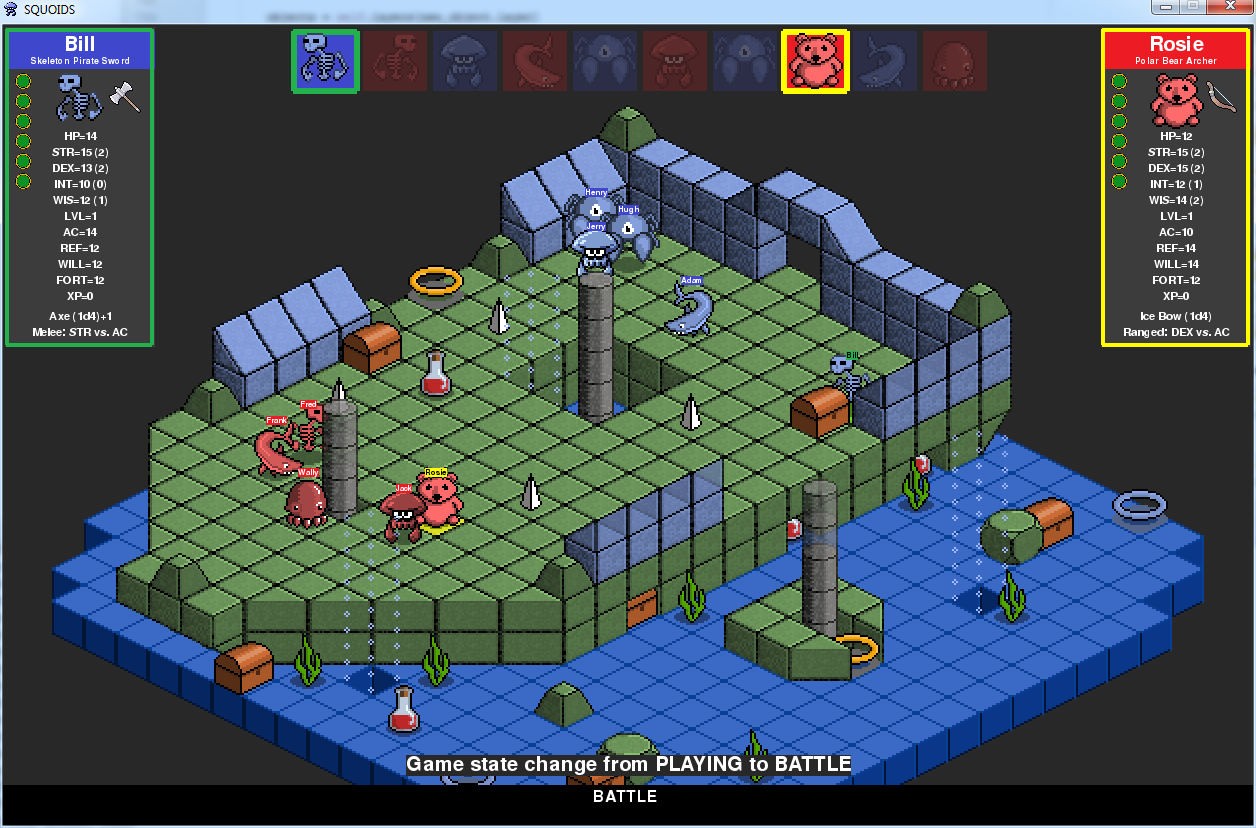 SQUOIDS
Bill
Skeleton Pirate Sword
HP=14
STR=15 (2)
DEX=13 (2)
INT=10 (0)
WIS=12 (1)
LVL=1
AC=14
REF=12
WILL=12
FORT=12
XP=0
Axe (1d4)+1
Melee: STR vs. AC
Rosie
Polar Bear Archer
HP=12
STR=15 (2)
DEX=15 (2)
INT=12 (1)
WIS=14 (2)
LVL=1
AC=10
REF=14
WILL=14
FORT=12
XP=0
Ice Bow (1d4)
Ranged: DEX vs. AC
Henry
Hugh
Jerry
Adam
Bill
Fred
Frank
Wally
Rosie
Jack
Game state change from PLAYING to BATTLE
BATTLE